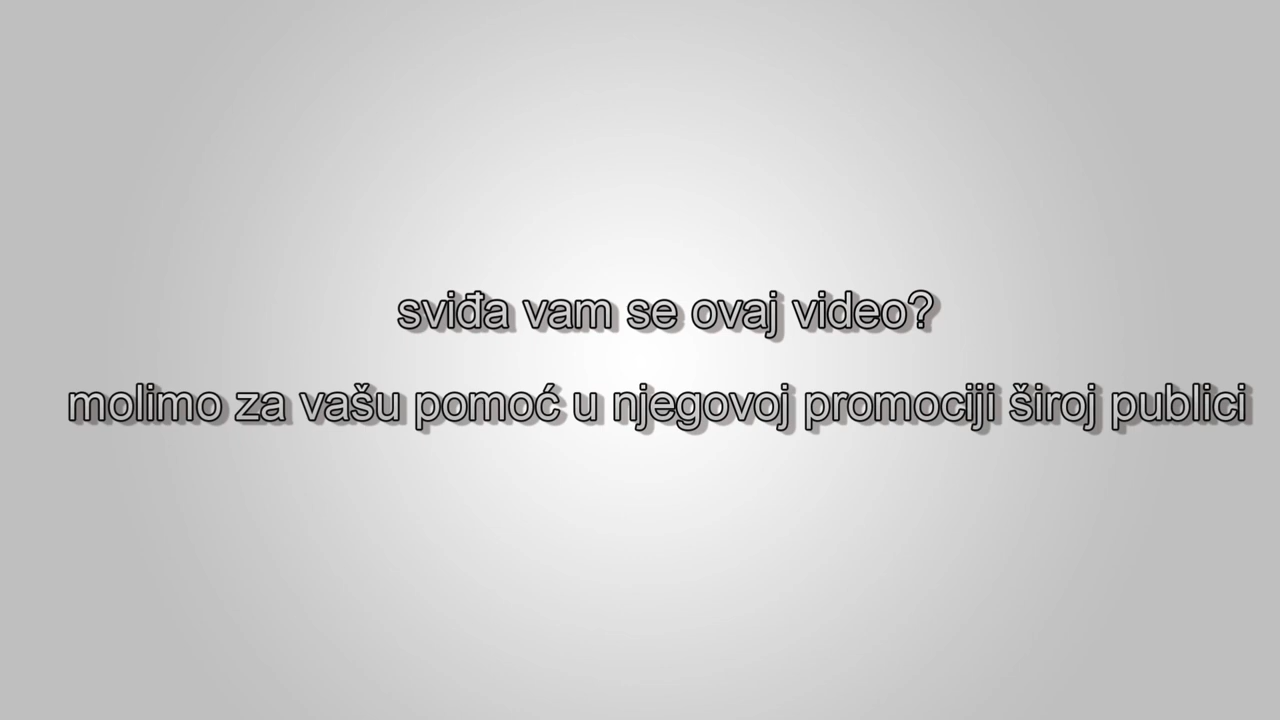 sviđa vam se ovaj video?
molimo za vašu pomoć u njegovoj promociji široj publici